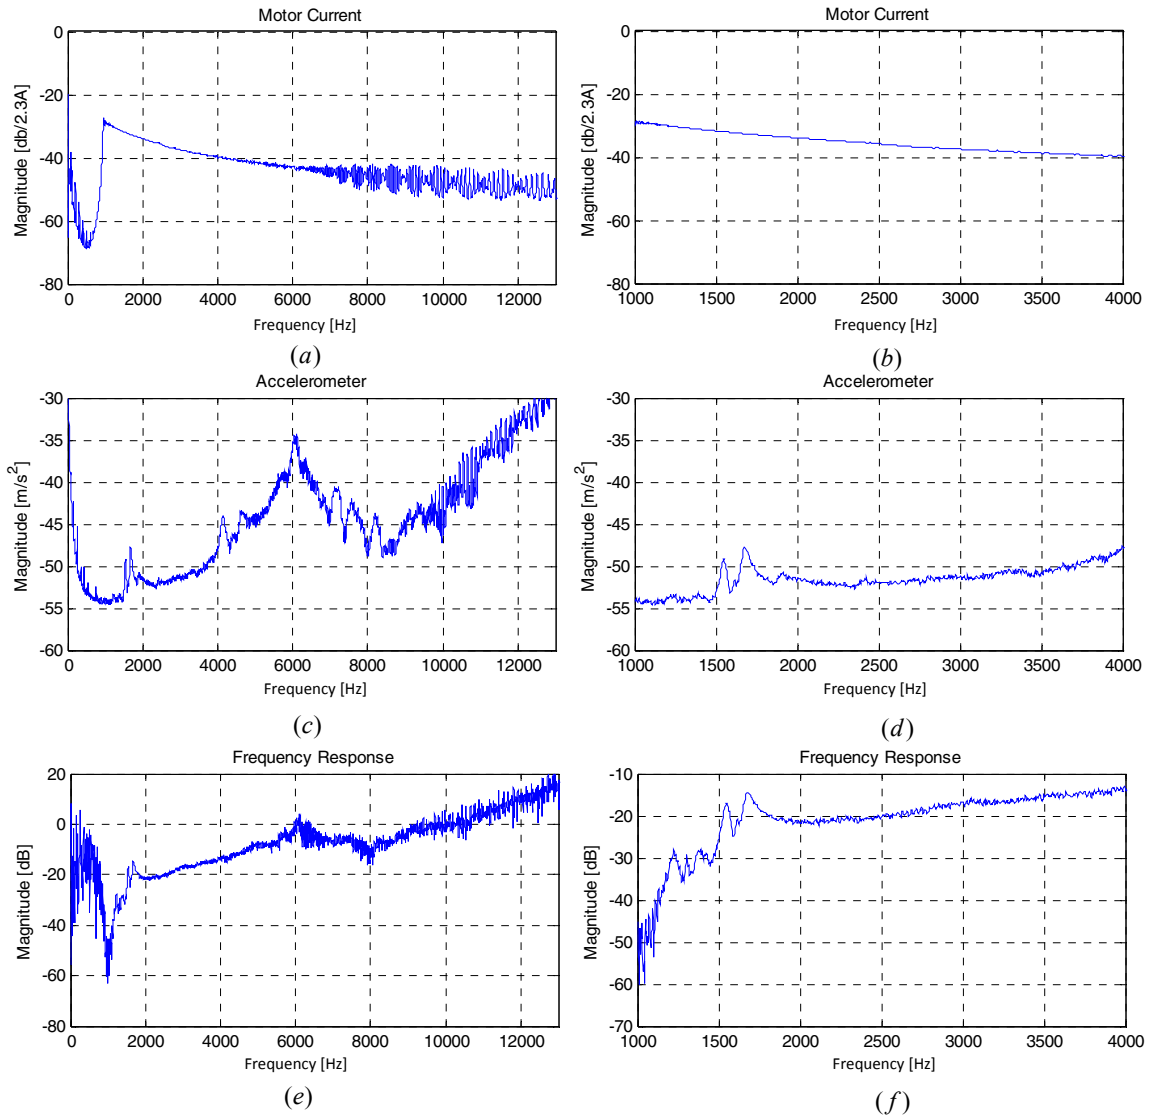 Motor Current
Motor Current
0
-20
-40
-60
-80
Magnitude [db/2.3A]
0 2000 4000 6000 8000 10000 12000
Frequency [Hz]
(a)
0
-20
-40
-60
-80
Magnitude [db/2.3A]
1000 1500 2000 2500 3000 3500 4000
Frequency [Hz]
(b)
Accelerometer
-30
-35
-40
-45
-50
-55
-60
Magnitude [m/s²]
0 2000 4000 6000 8000 10000 12000
Frequency [Hz]
(c)
Accelerometer
-30
-35
-40
-45
-50
-55
-60
Magnitude [m/s²]
1000 1500 2000 2500 3000 3500 4000
Frequency [Hz]
(d)
Frequency Response
20
0
-20
-40
-60
-80
Magnitude [dB]
0 2000 4000 6000 8000 10000 12000
Frequency [Hz]
(e)
Frequency Response
-10
-20
-30
-40
-50
-60
-70
Magnitude [dB]
1000 1500 2000 2500 3000 3500 4000
Frequency [Hz]
(f)